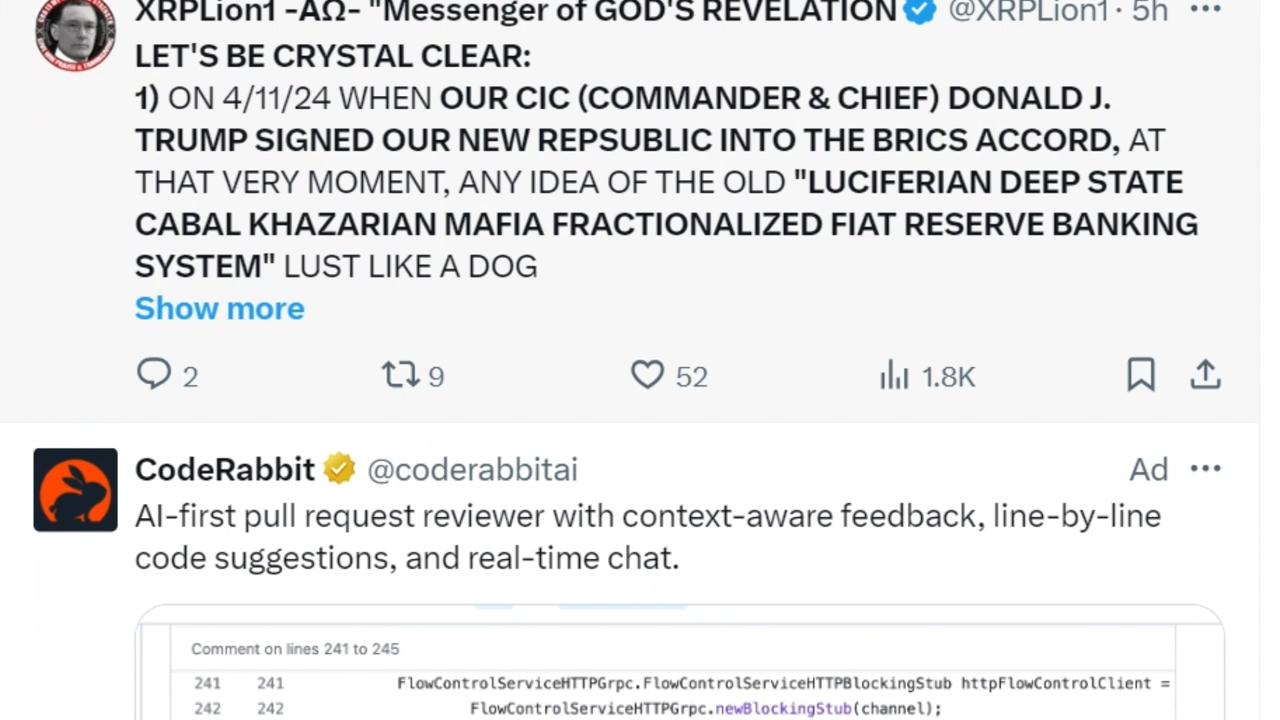 XRPLion1 -ΑΩ- "Messenger of GOD'S REVELATION @XRPLion1 · 5h
LET'S BE CRYSTAL CLEAR:
1) ON 4/11/24 WHEN OUR CIC (COMMANDER & CHIEF) DONALD J.
TRUMP SIGNED OUR NEW REPSUBLIC INTO THE BRICS ACCORD, AT
THAT VERY MOMENT, ANY IDEA OF THE OLD "LUCIFERIAN DEEP STATE
CABAL KHAZARIAN MAFIA FRACTIONALIZED FIAT RESERVE BANKING
SYSTEM" LUST LIKE A DOG
Show more
2 9 52 1.8K
CodeRabbit @coderabbitai Ad
AI-first pull request reviewer with context-aware feedback, line-by-line
code suggestions, and real-time chat.
Comment on lines 241 to 245
241 241 FlowControlServiceHTTPGrpc.FlowControlServiceHTTPBlockingStub httpFlowControlClient =
242 242 FlowControlServiceHTTPGrpc.newBlockingStub(channel);